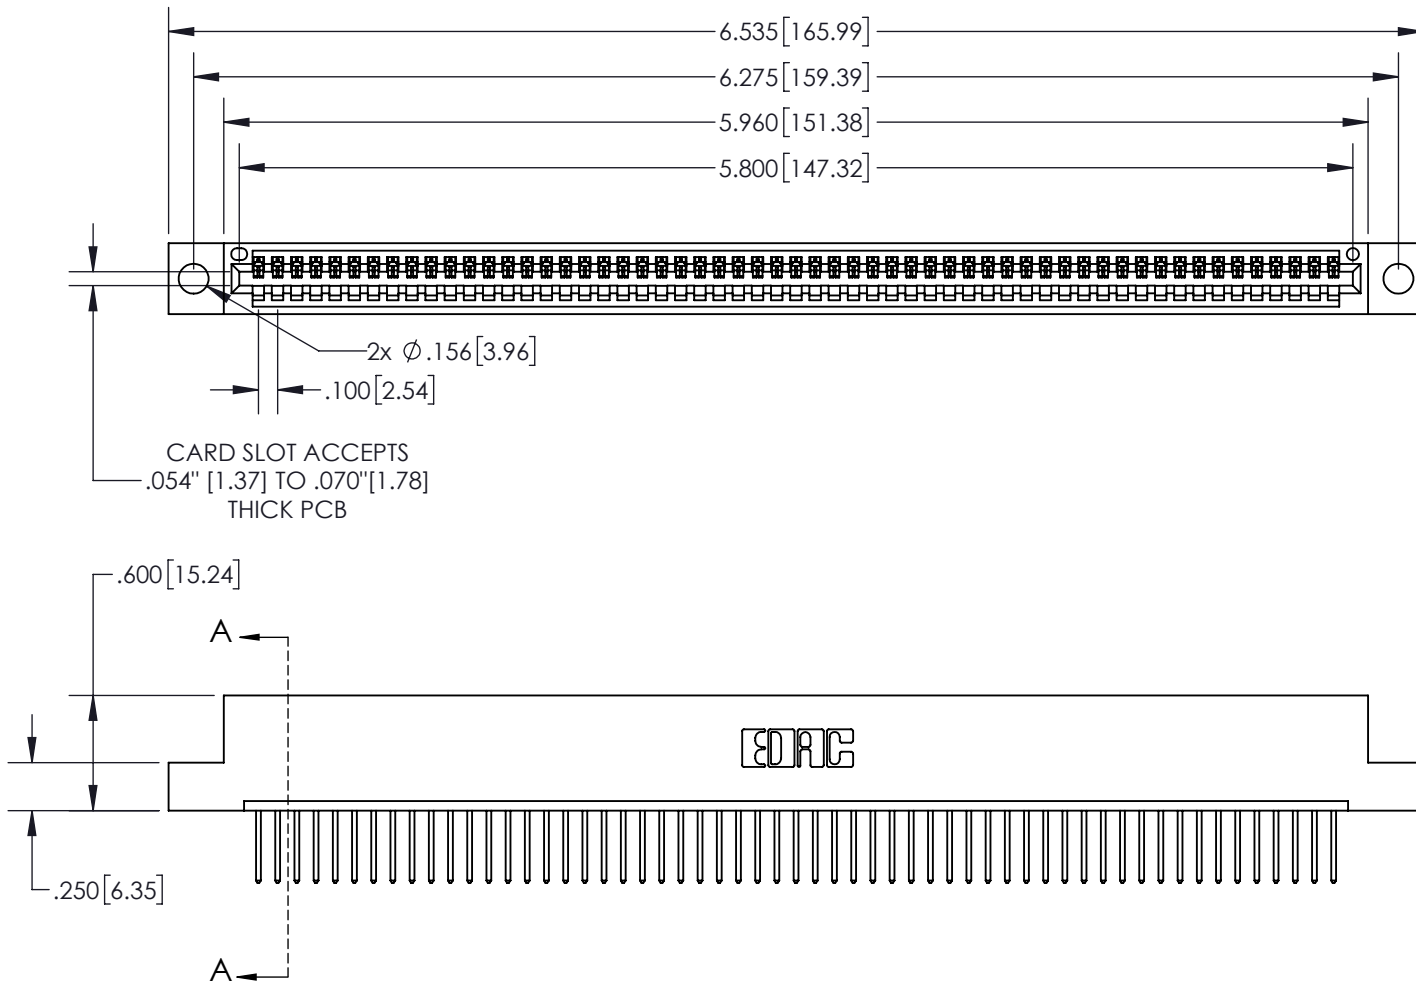 6.535[165.99]
6.275[159.39]
5.960[151.38]
5.800[147.32]
2x ∅.156[3.96]
.100[2.54]
CARD SLOT ACCEPTS
.054" [1.37] TO .070"[1.78]
THICK PCB
.600[15.24]
A
EDAC
.250[6.35]
A